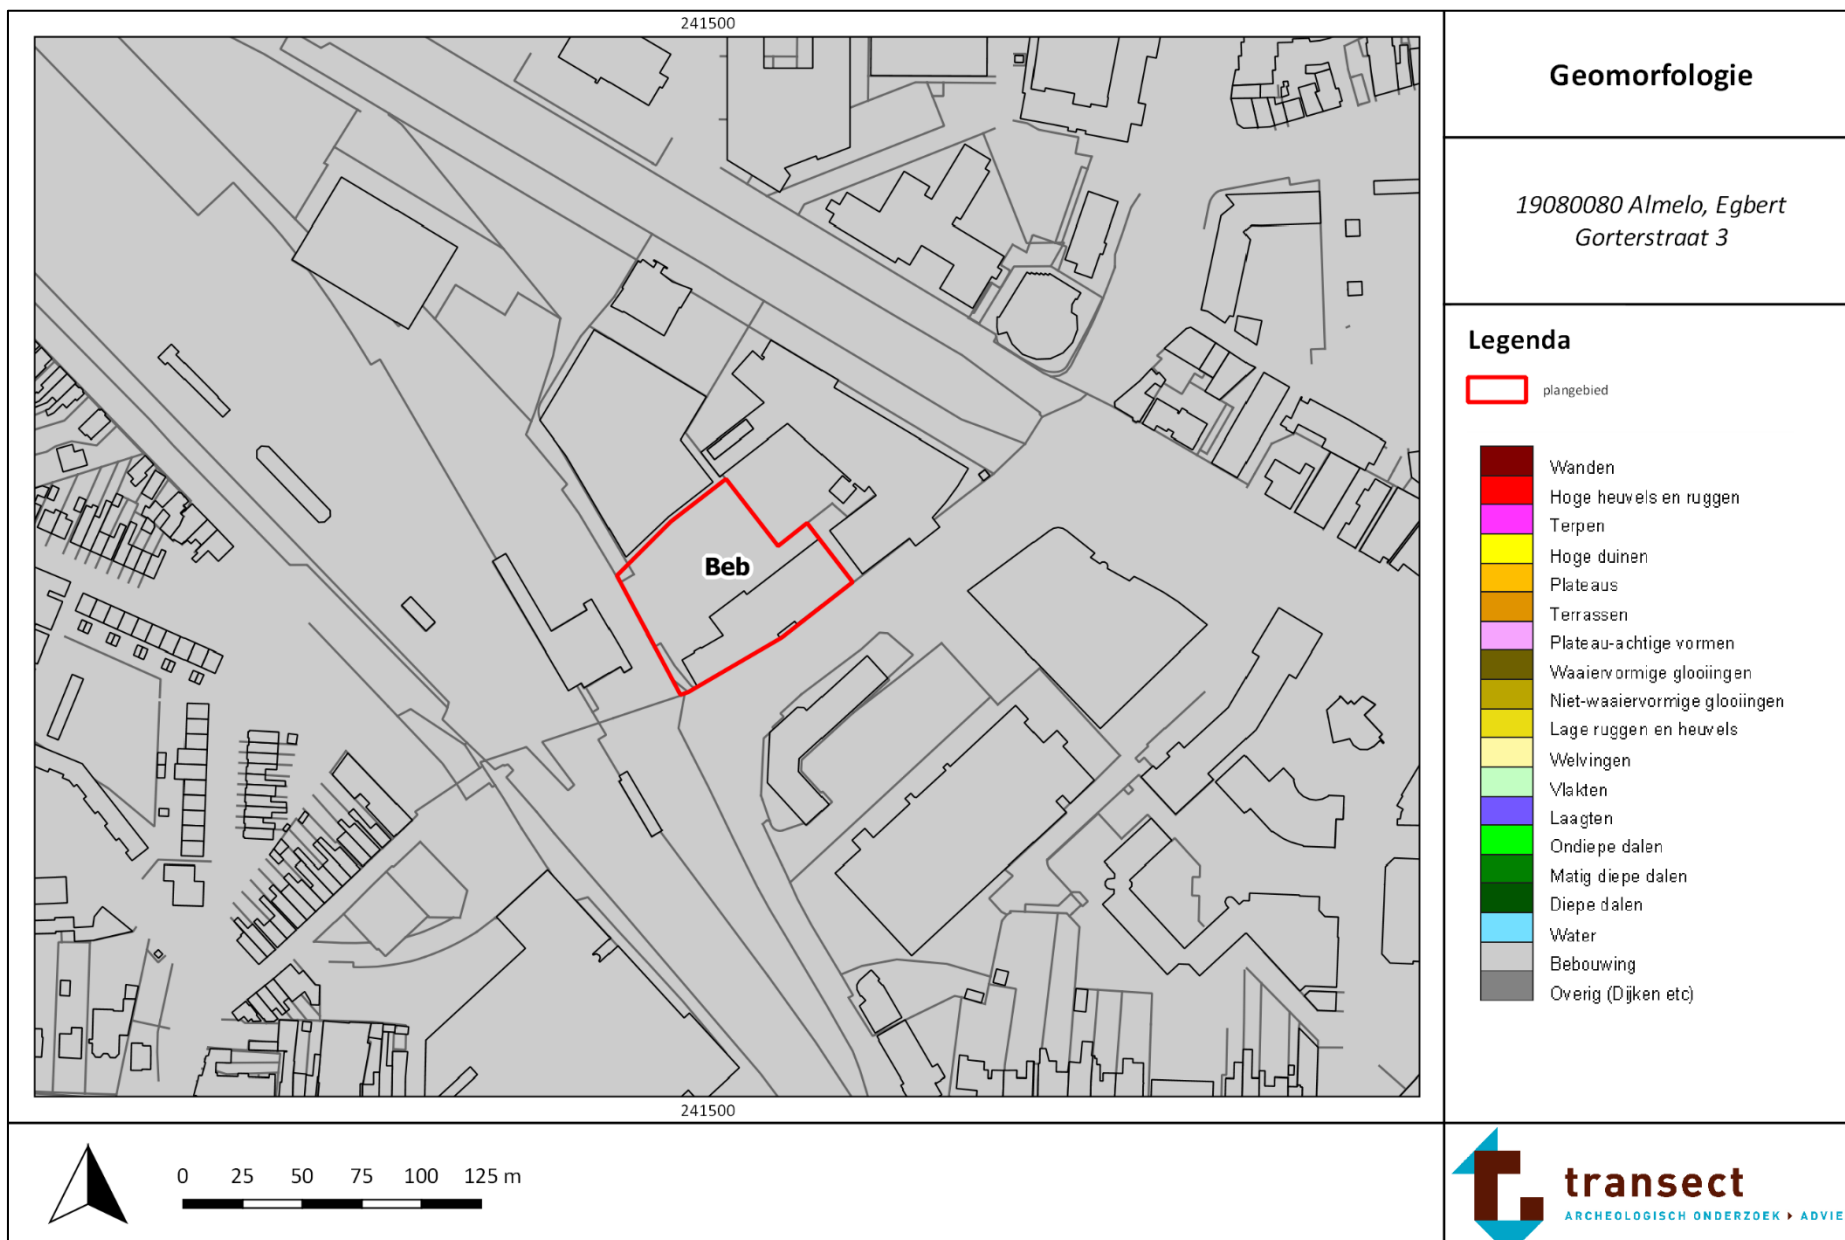 241500
Beb
241500
0 25 50 75 100 125 m
Geomorfologie
19080080 Almelo, Egbert
Gorterstraat 3
Legenda
plangebied
Wanden
Hoge heuvels en ruggen
Terpen
Hoge duinen
Plateaus
Terrassen
Plateau-achtige vormen
Waaiervormige glooiingen
Niet-waaiervormige glooiingen
Lage ruggen en heuvels
Welvingen
Vlakten
Laagten
Ondiepe dalen
Matig diepe dalen
Diepe dalen
Water
Bebouwing
Overig (Dijken etc)
transect
ARCHEOLOGISCH ONDERZOEK ▸ ADVIE